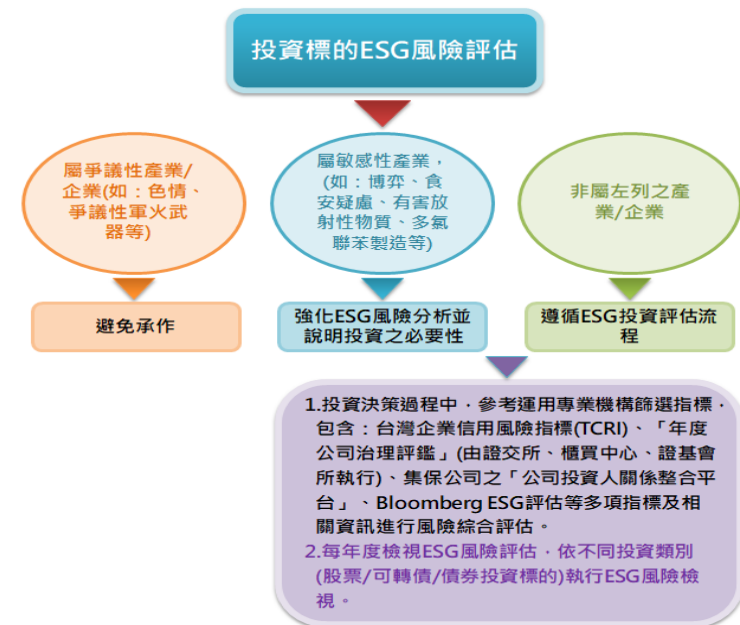 投資標的ESG風險評估
屬爭議性產業/
企業(如：色情、
爭議性軍火武
器等)
屬敏感性產業，
(如：博弈、食
安疑慮、有害放
射性物質、多氯
聯苯製造等)
非屬左列之產
業/企業
避免承作
強化ESG風險分析並
說明投資之必要性
遵循ESG投資評估流
程
1.投資決策過程中，參考運用專業機構篩選指標，
包含：台灣企業信用風險指標(TCRI)、「年度
公司治理評鑑」(由證交所、櫃買中心、證基會
所執行)、集保公司之「公司投資人關係整合平
台」、Bloomberg ESG評估等多項指標及相
關資訊進行風險綜合評估。
2.每年度檢視ESG風險評估，依不同投資類別
(股票/可轉債/債券投資標的)執行ESG風險檢
視。